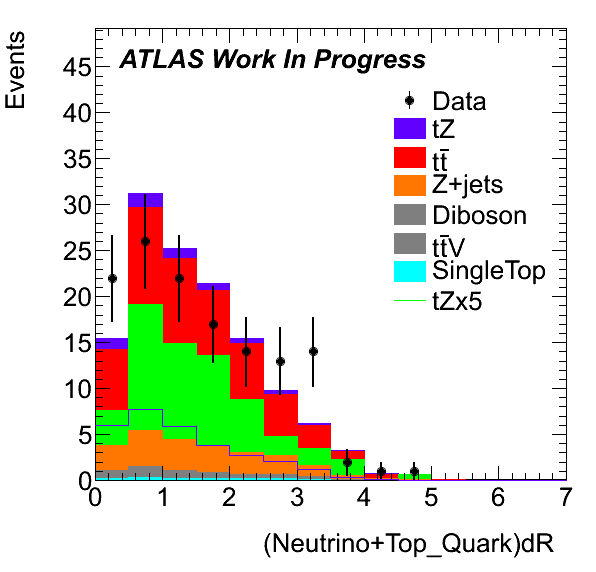 Events
ATLAS Work In Progress
45
40
35
30
25
20
15
10
5
0
Data
tZ
tt̄
Z+jets
Diboson
tt̄V
SingleTop
tZx5
0 1 2 3 4 5 6 7
(Neutrino+Top_Quark)dR